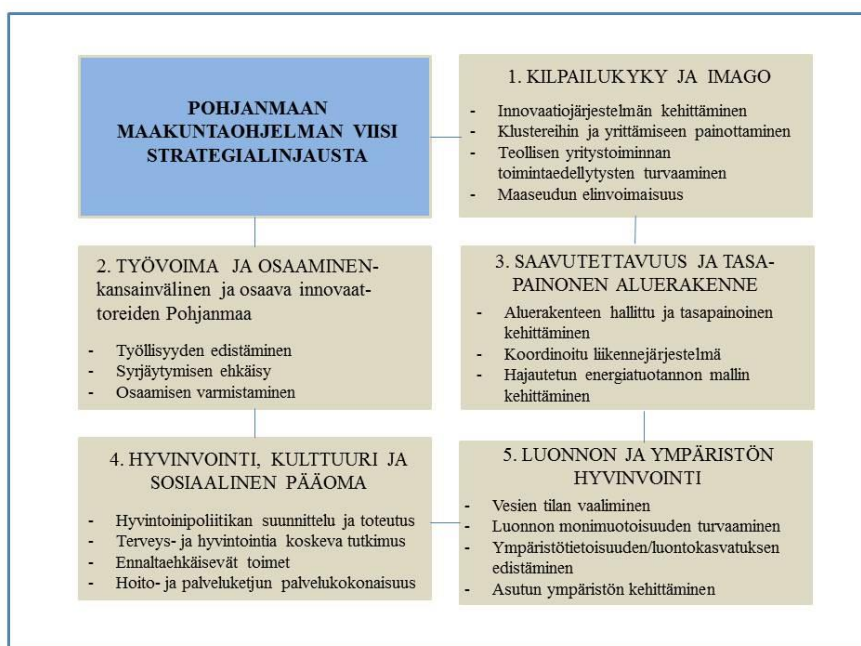 POHJANMAAN
MAAKUNTAOHJELMAN VIISI
STRATEGIALINJAUSTA
1. KILPAILUKYKY JA IMAGO
- Innovaatiojärjestelmän kehittäminen
- Klustereihin ja yrittämiseen painottaminen
- Teollisen yritystoiminnan
toimintaedellytysten turvaaminen
- Maaseudun elinvoimaisuus
2. TYÖVOIMA JA OSAAMINEN-
kansainvälinen ja osaava innovaat-
toreiden Pohjanmaa
- Työllisyyden edistäminen
- Syrjäytymisen ehkäisy
- Osaamisen varmistaminen
3. SAAVUTETTAVUUS JA TASA-
PAINONEN ALUERAKENNE
- Aluerakenteen hallittu ja tasapainoinen
kehittäminen
- Koordinoitu liikennejärjestelmä
- Hajautetun energiatuotannon mallin
kehittäminen
4. HYVINVOINTI, KULTTUURI JA
SOSIAALINEN PÄÄOMA
- Hyvintoinipoliitikan suunnittelu ja toteutus
- Terveys- ja hyvintointia koskeva tutkimus
- Ennaltaehkäisevät toimet
- Hoito- ja palveluketjun palvelukokonaisuus
5. LUONNON JA YMPÄRISTÖN
HYVINVOINTI
- Vesien tilan vaaliminen
- Luonnon monimuotoisuuden turvaaminen
- Ympäristötietoisuuden/luontokasvatuksen
edistäminen
- Asutun ympäristön kehittäminen